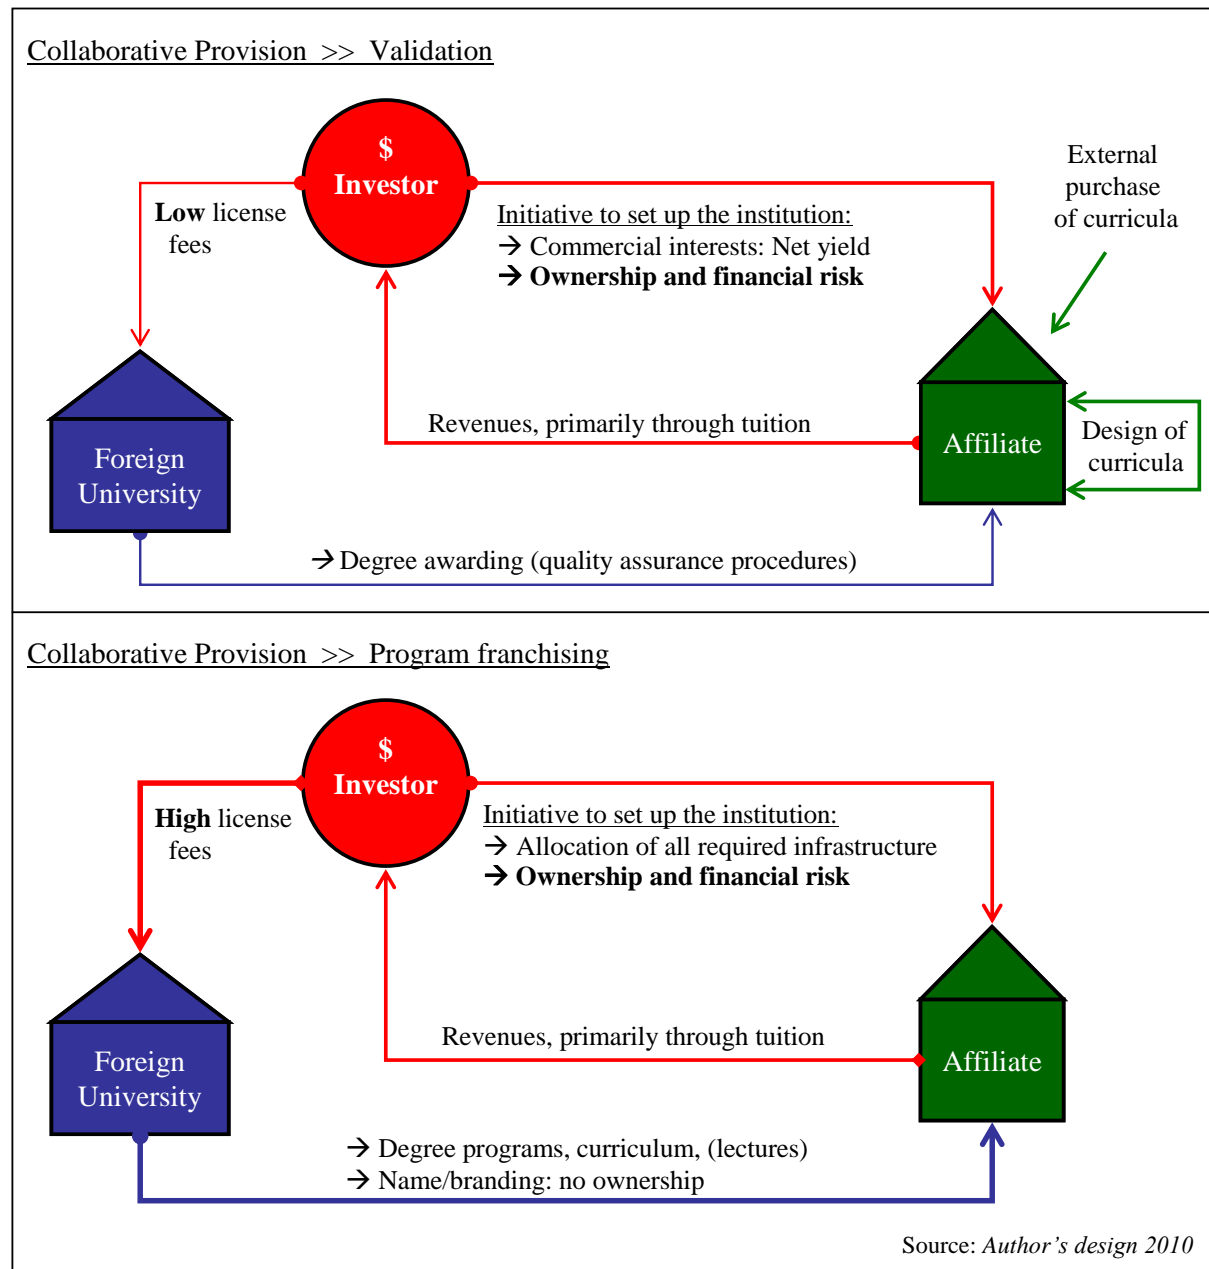 Collaborative Provision >> Validation
$
Investor
Low license
fees
Initiative to set up the institution:
→ Commercial interests: Net yield
→ Ownership and financial risk
External
purchase
of curricula
Revenues, primarily through tuition
Foreign
University
Affiliate
Design of
curricula
→ Degree awarding (quality assurance procedures)
Collaborative Provision >> Program franchising
$
Investor
High license
fees
Initiative to set up the institution:
→ Allocation of all required infrastructure
→ Ownership and financial risk
Revenues, primarily through tuition
Foreign
University
Affiliate
→ Degree programs, curriculum, (lectures)
→ Name/branding: no ownership
Source: Author's design 2010